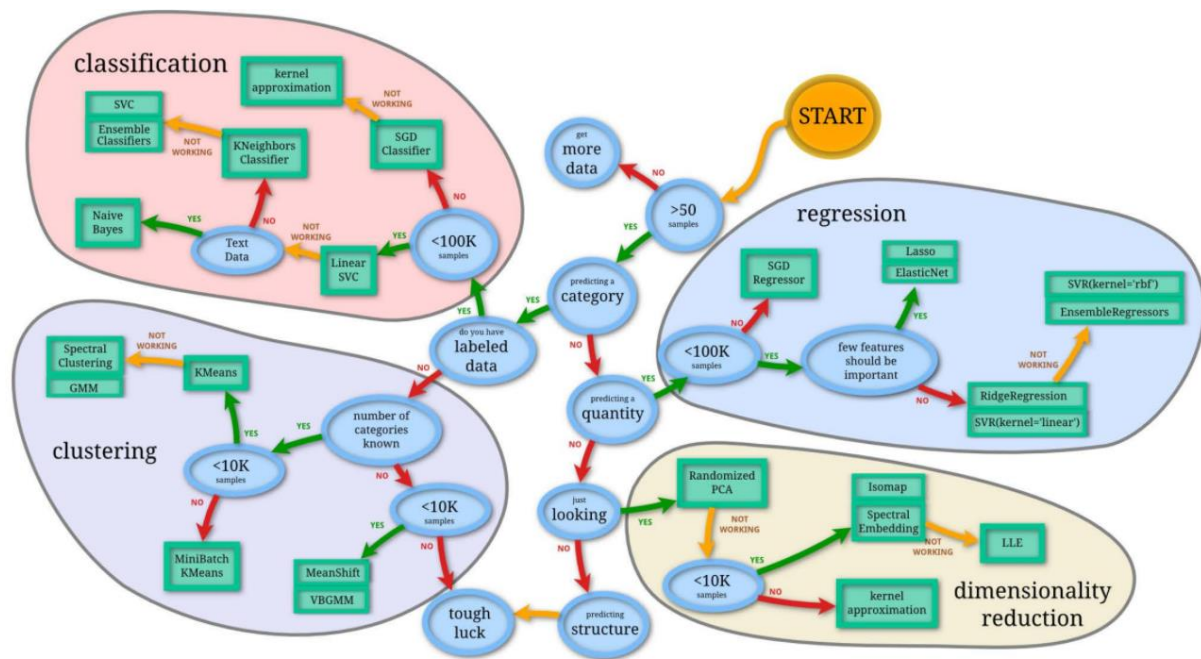 classification
kernel
approximation
NOT
WORKING
SVC
Ensemble
Classifiers
NOT
WORKING
KNeighbors
Classifier
SGD
Classifier
NO
NO
Naive
Bayes
YES
Text
Data
NOT
WORKING
Linear
SVC
YES
<100K
samples
YES
START
get
more
data
NO
>50
samples
YES
predicting a
category
YES
do you have
labeled
data
NO
NO
predicting a
quantity
YES
NO
just
looking
YES
NO
predicting
structure
tough
luck
regression
SGD
Regressor
NO
<100K
samples
YES
Lasso
ElasticNet
YES
few features
should be
important
NO
RidgeRegression
SVR(kernel='linear')
NOT
WORKING
SVR(kernel='rbf')
EnsembleRegressors
clustering
Spectral
Clustering
GMM
NOT
WORKING
KMeans
YES
<10K
samples
YES
number of
categories
known
NO
NO
MiniBatch
KMeans
<10K
samples
YES
NO
MeanShift
VBGMM
Randomized
PCA
NOT
WORKING
<10K
samples
YES
NO
Isomap
Spectral
Embedding
NOT
WORKING
LLE
kernel
approximation
dimensionality
reduction